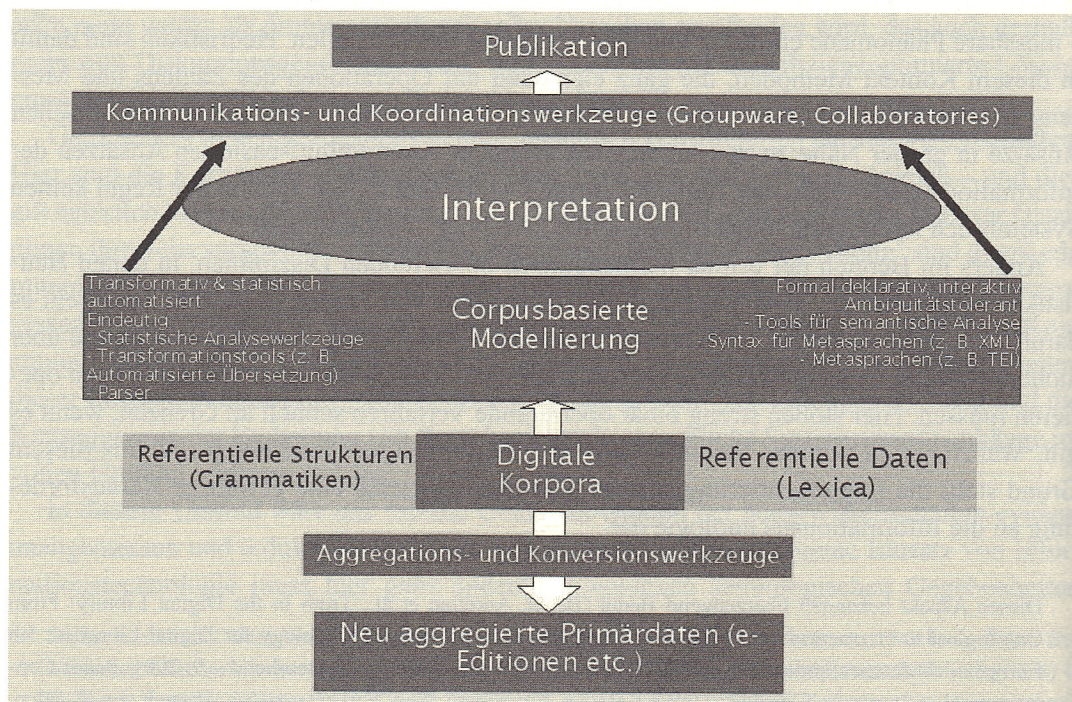 Publikation
Kommunikations- und Koordinationswerkzeuge (Groupware, Collaboratories)
Interpretation
Transformativ & statistisch
automatisiert
Eindeutig
- Statistische Analysewerkzeuge
- Transformationstools (z. B.
Automatisierte Übersetzung)
- Parser
Corpusbasierte
Modellierung
Formal deklarativ, interaktiv
Ambiguitätstolerant
- Tools für semantische Analyse
- Syntax für Metasprachen (z. B. XML)
- Metasprachen (z. B. TEI)
Referentielle Strukturen
(Grammatiken)
Digitale
Korpora
Referentielle Daten
(Lexica)
Aggregations- und Konversionswerkzeuge
Neu aggregierte Primärdaten (e-
Editionen etc.)